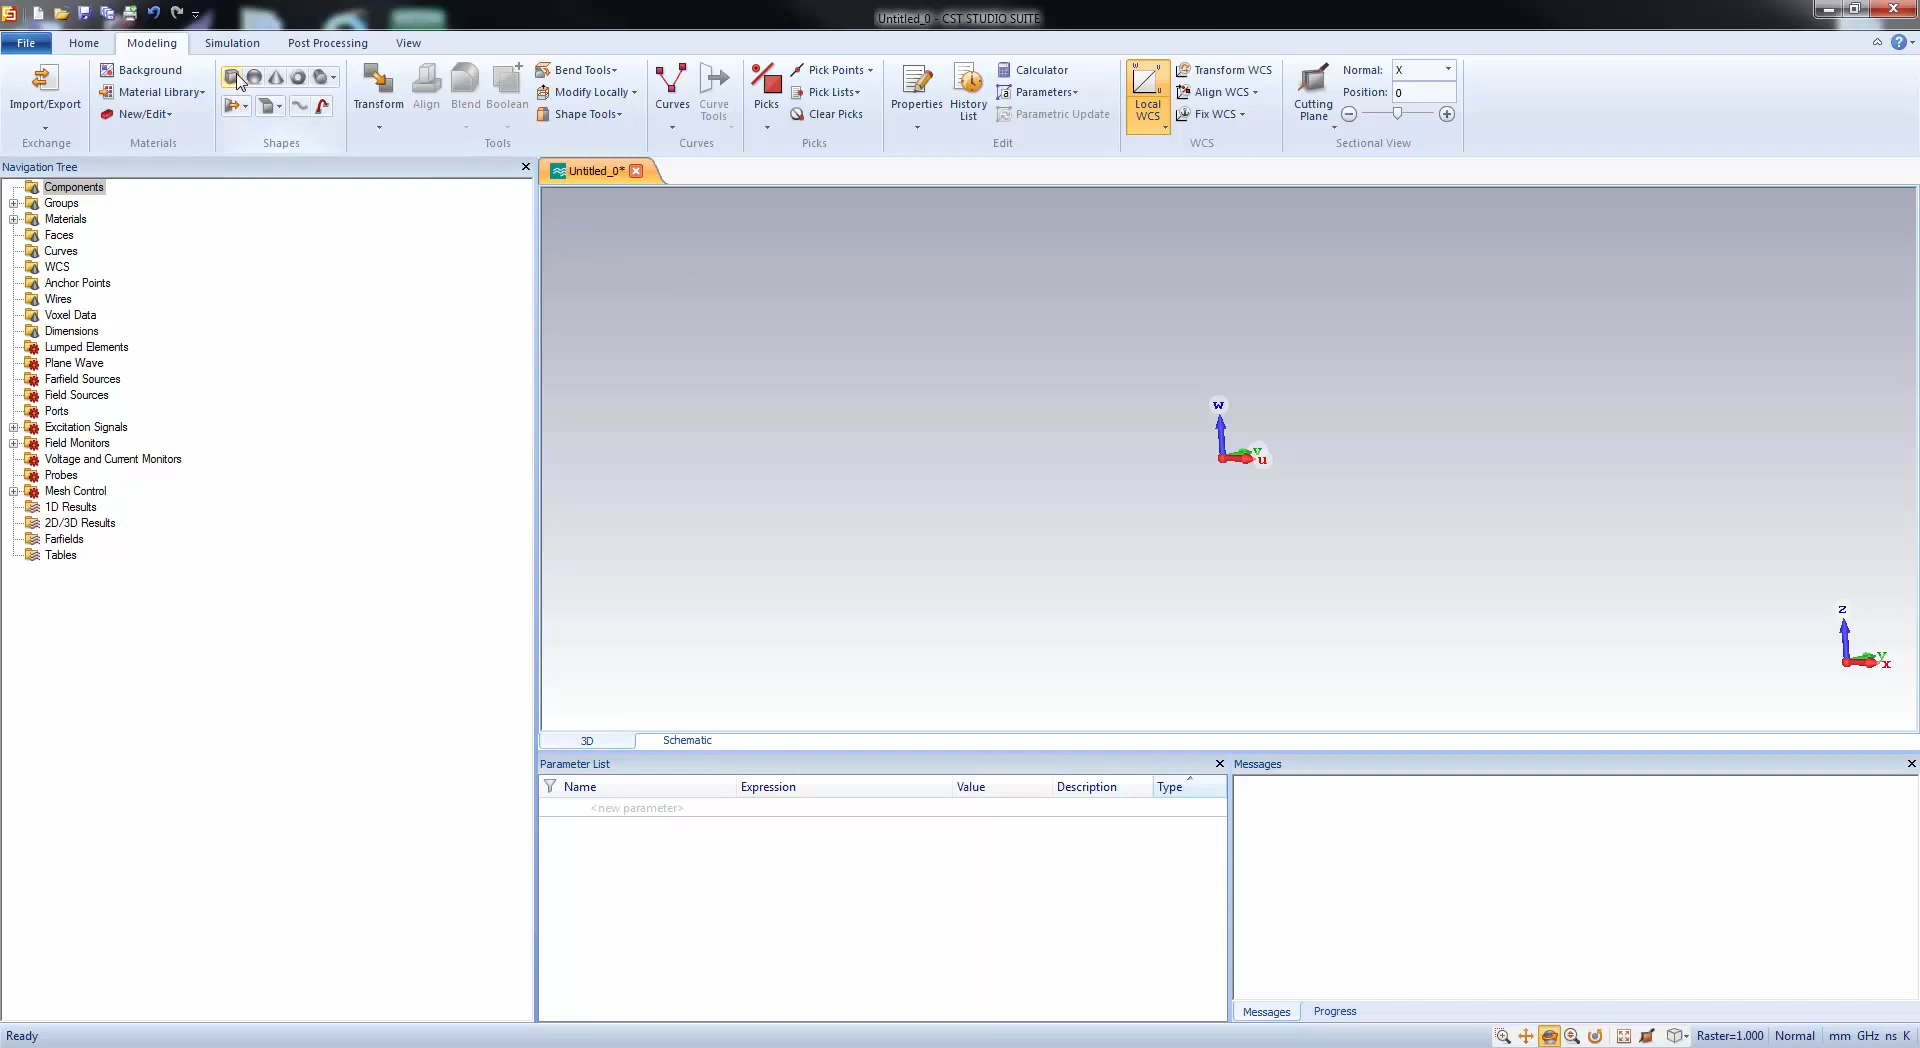 Untitled_0 - CST STUDIO SUITE
File
Home
Modeling
Simulation
Post Processing
View
Import/Export
Exchange
Background
Material Library
New/Edit
Materials
Shapes
Transform
Align
Blend
Boolean
Bend Tools
Modify Locally
Shape Tools
Tools
Curves
Curve Tools
Curves
Picks
Pick Points
Pick Lists
Clear Picks
Picks
Properties
History List
Calculator
Parameters
Parametric Update
Edit
Local WCS
Transform WCS
Align WCS
Fix WCS
WCS
Cutting Plane
Normal: X
Position: 0
Sectional View
Navigation Tree
Components
Groups
Materials
Faces
Curves
WCS
Anchor Points
Wires
Voxel Data
Dimensions
Lumped Elements
Plane Wave
Farfield Sources
Field Sources
Ports
Excitation Signals
Field Monitors
Voltage and Current Monitors
Probes
Mesh Control
1D Results
2D/3D Results
Farfields
Tables
Untitled_0*
w
v
u
z
y
x
3D
Schematic
Parameter List
Name Expression Value Description Type
<new parameter>
Messages
Messages
Progress
Ready
Raster=1.000 Normal mm GHz ns K